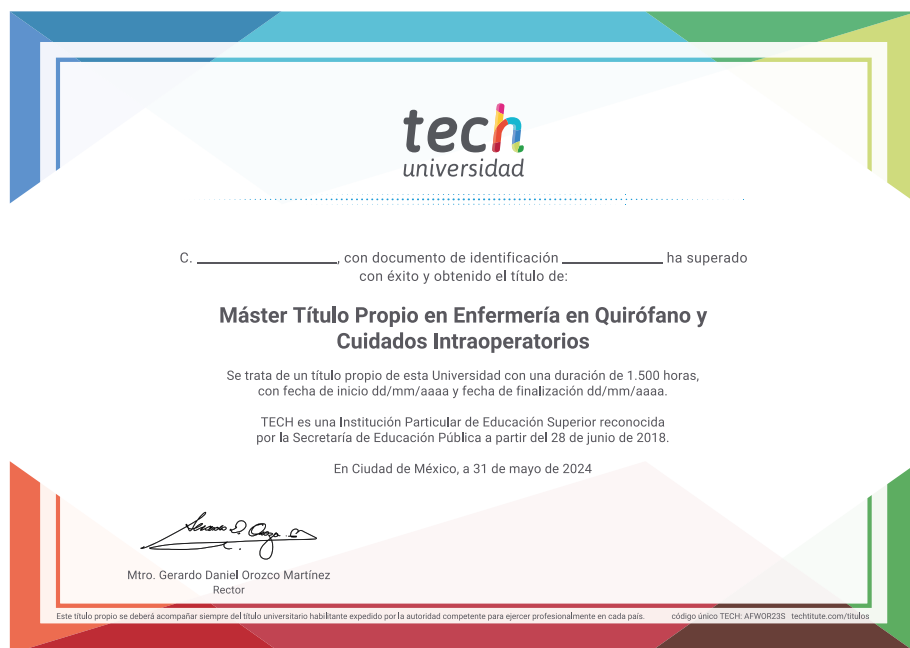 tech
universidad
C. ____________________, con documento de identificación ______________ ha superado
con éxito y obtenido el título de:
Máster Título Propio en Enfermería en Quirófano y
Cuidados Intraoperatorios
Se trata de un título propio de esta Universidad con una duración de 1.500 horas,
con fecha de inicio dd/mm/aaaa y fecha de finalización dd/mm/aaaa.
TECH es una Institución Particular de Educación Superior reconocida
por la Secretaría de Educación Pública a partir del 28 de junio de 2018.
En Ciudad de México, a 31 de mayo de 2024
Mtro. Gerardo Daniel Orozco Martínez
Rector
Este título propio se deberá acompañar siempre del título universitario habilitante expedido por la autoridad competente para ejercer profesionalmente en cada país. código único TECH: AFWOR23S techtitute.com/titulos